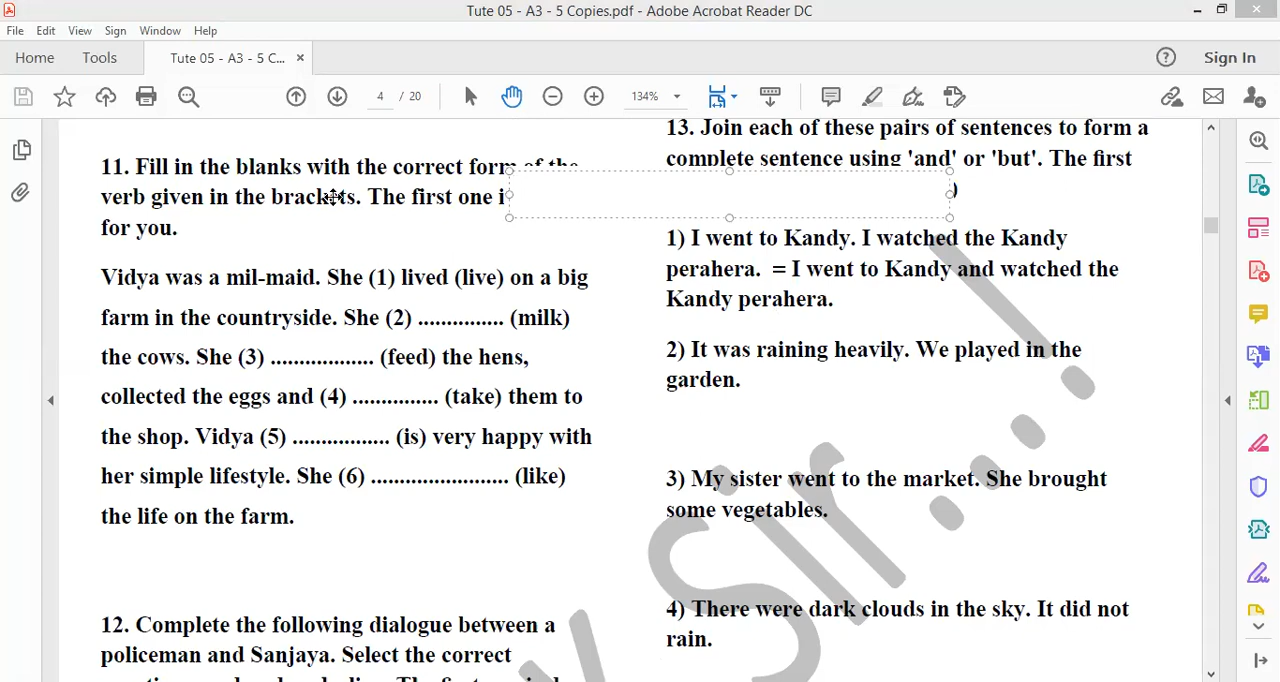 Tute 05 - A3 - 5 Copies.pdf - Adobe Acrobat Reader DC
File Edit View Sign Window Help
Home Tools Tute 05 - A3 - 5 C... × Sign In
4 / 20 134%
11. Fill in the blanks with the correct form of the
verb given in the brackets. The first one
for you.
Vidya was a mil-maid. She (1) lived (live) on a big
farm in the countryside. She (2) ............... (milk)
the cows. She (3) .................. (feed) the hens,
collected the eggs and (4) ............... (take) them to
the shop. Vidya (5) ................. (is) very happy with
her simple lifestyle. She (6) ........................ (like)
the life on the farm.
12. Complete the following dialogue between a
policeman and Sanjaya. Select the correct
13. Join each of these pairs of sentences to form a
complete sentence using 'and' or 'but'. The first
)
1) I went to Kandy. I watched the Kandy
perahera. = I went to Kandy and watched the
Kandy perahera.
2) It was raining heavily. We played in the
garden.
3) My sister went to the market. She brought
some vegetables.
4) There were dark clouds in the sky. It did not
rain.
Sir...!